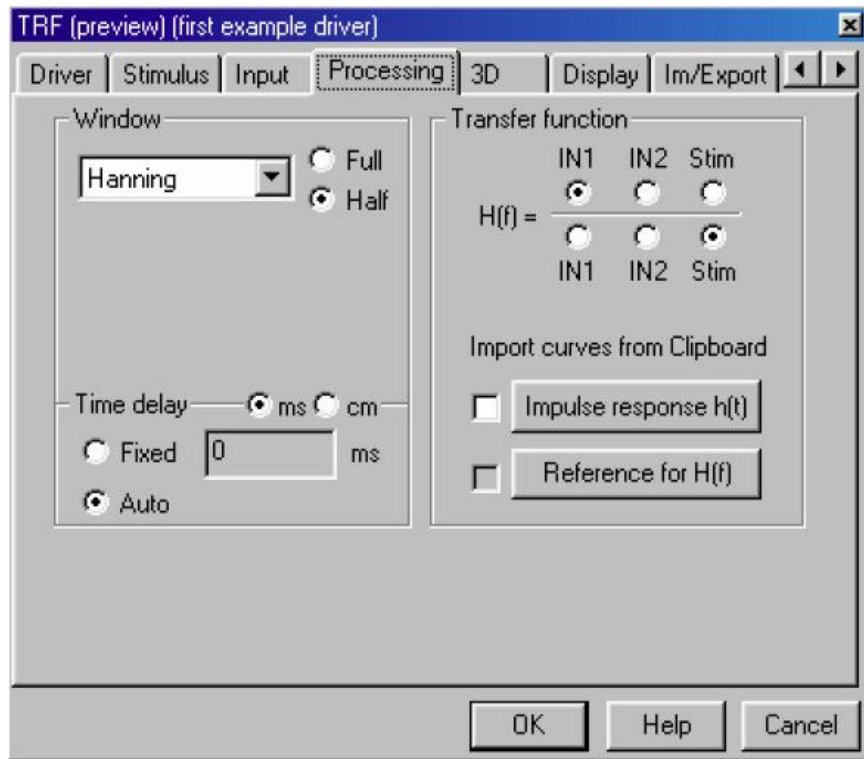 TRF (preview) (first example driver)
Driver Stimulus Input Processing 3D Display Im/Export
Window
Hanning
Full
Half
Time delay ms cm
Fixed 0 ms
Auto
Transfer function
IN1 IN2 Stim
H(f) =
IN1 IN2 Stim
Import curves from Clipboard
Impulse response h(t)
Reference for H(f)
OK Help Cancel